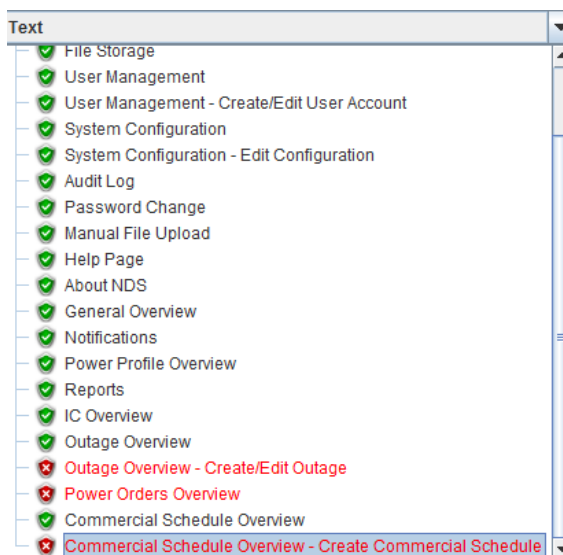 Text
File Storage
User Management
User Management - Create/Edit User Account
System Configuration
System Configuration - Edit Configuration
Audit Log
Password Change
Manual File Upload
Help Page
About NDS
General Overview
Notifications
Power Profile Overview
Reports
IC Overview
Outage Overview
Outage Overview - Create/Edit Outage
Power Orders Overview
Commercial Schedule Overview
Commercial Schedule Overview - Create Commercial Schedule